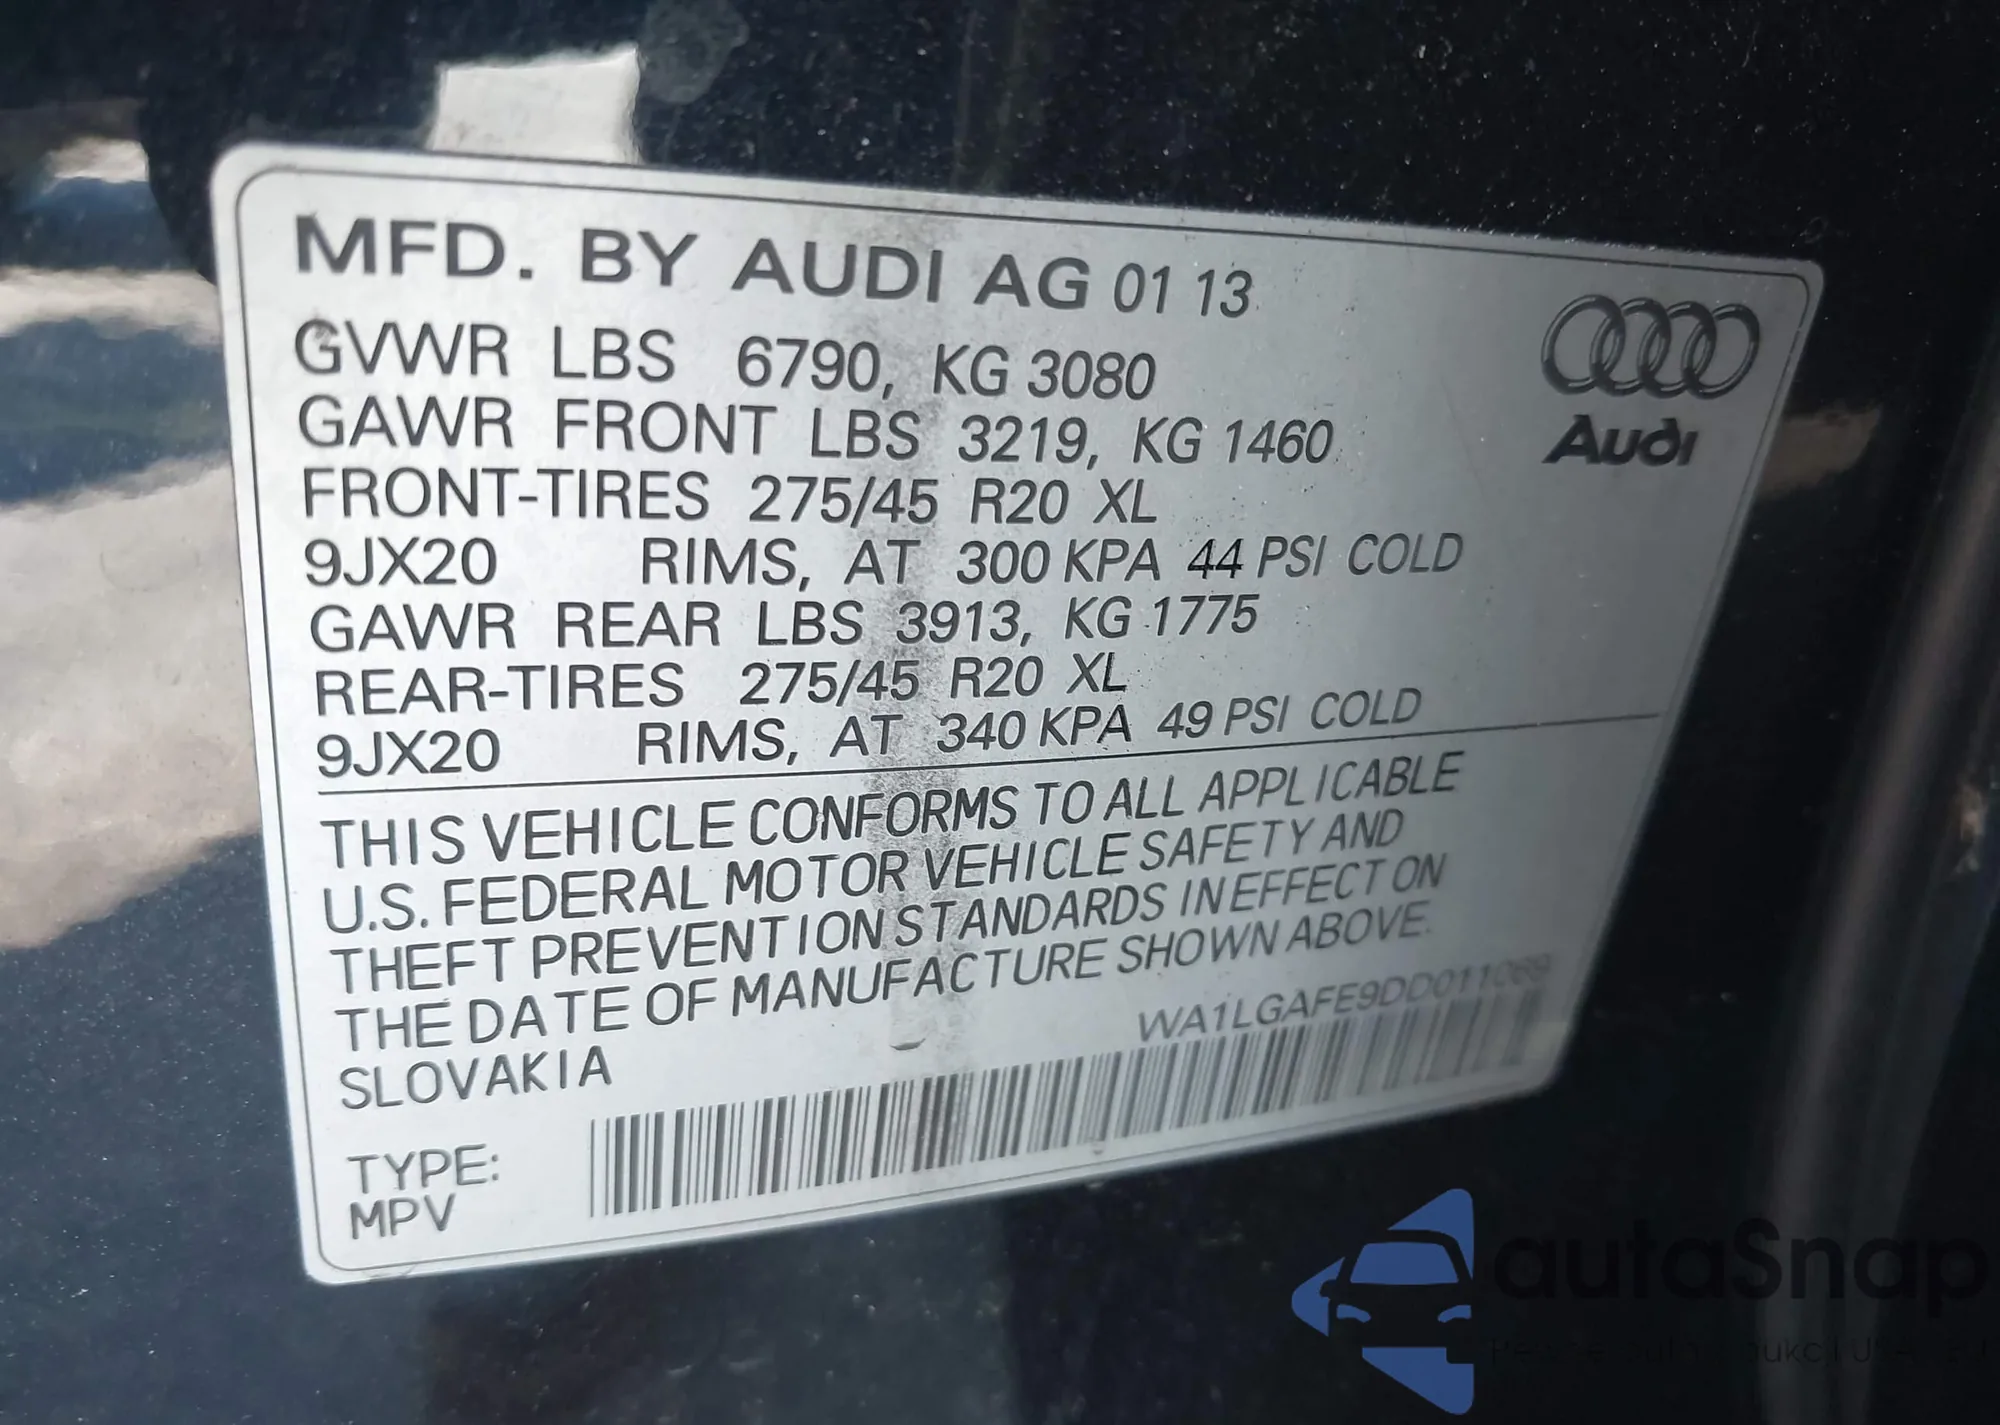 MFD. BY AUDI AG 01 13
GVWR LBS 6790, KG 3080
GAWR FRONT LBS 3219, KG 1460
FRONT-TIRES 275/45 R20 XL
9JX20 RIMS, AT 300 KPA 44 PSI COLD
GAWR REAR LBS 3913, KG 1775
REAR-TIRES 275/45 R20 XL
9JX20 RIMS, AT 340 KPA 49 PSI COLD
Audi
THIS VEHICLE CONFORMS TO ALL APPLICABLE
U.S. FEDERAL MOTOR VEHICLE SAFETY AND
THEFT PREVENTION STANDARDS IN EFFECT ON
THE DATE OF MANUFACTURE SHOWN ABOVE.
SLOVAKIA
WA1LGAFE9DD011069
TYPE:
MPV
autaSnap